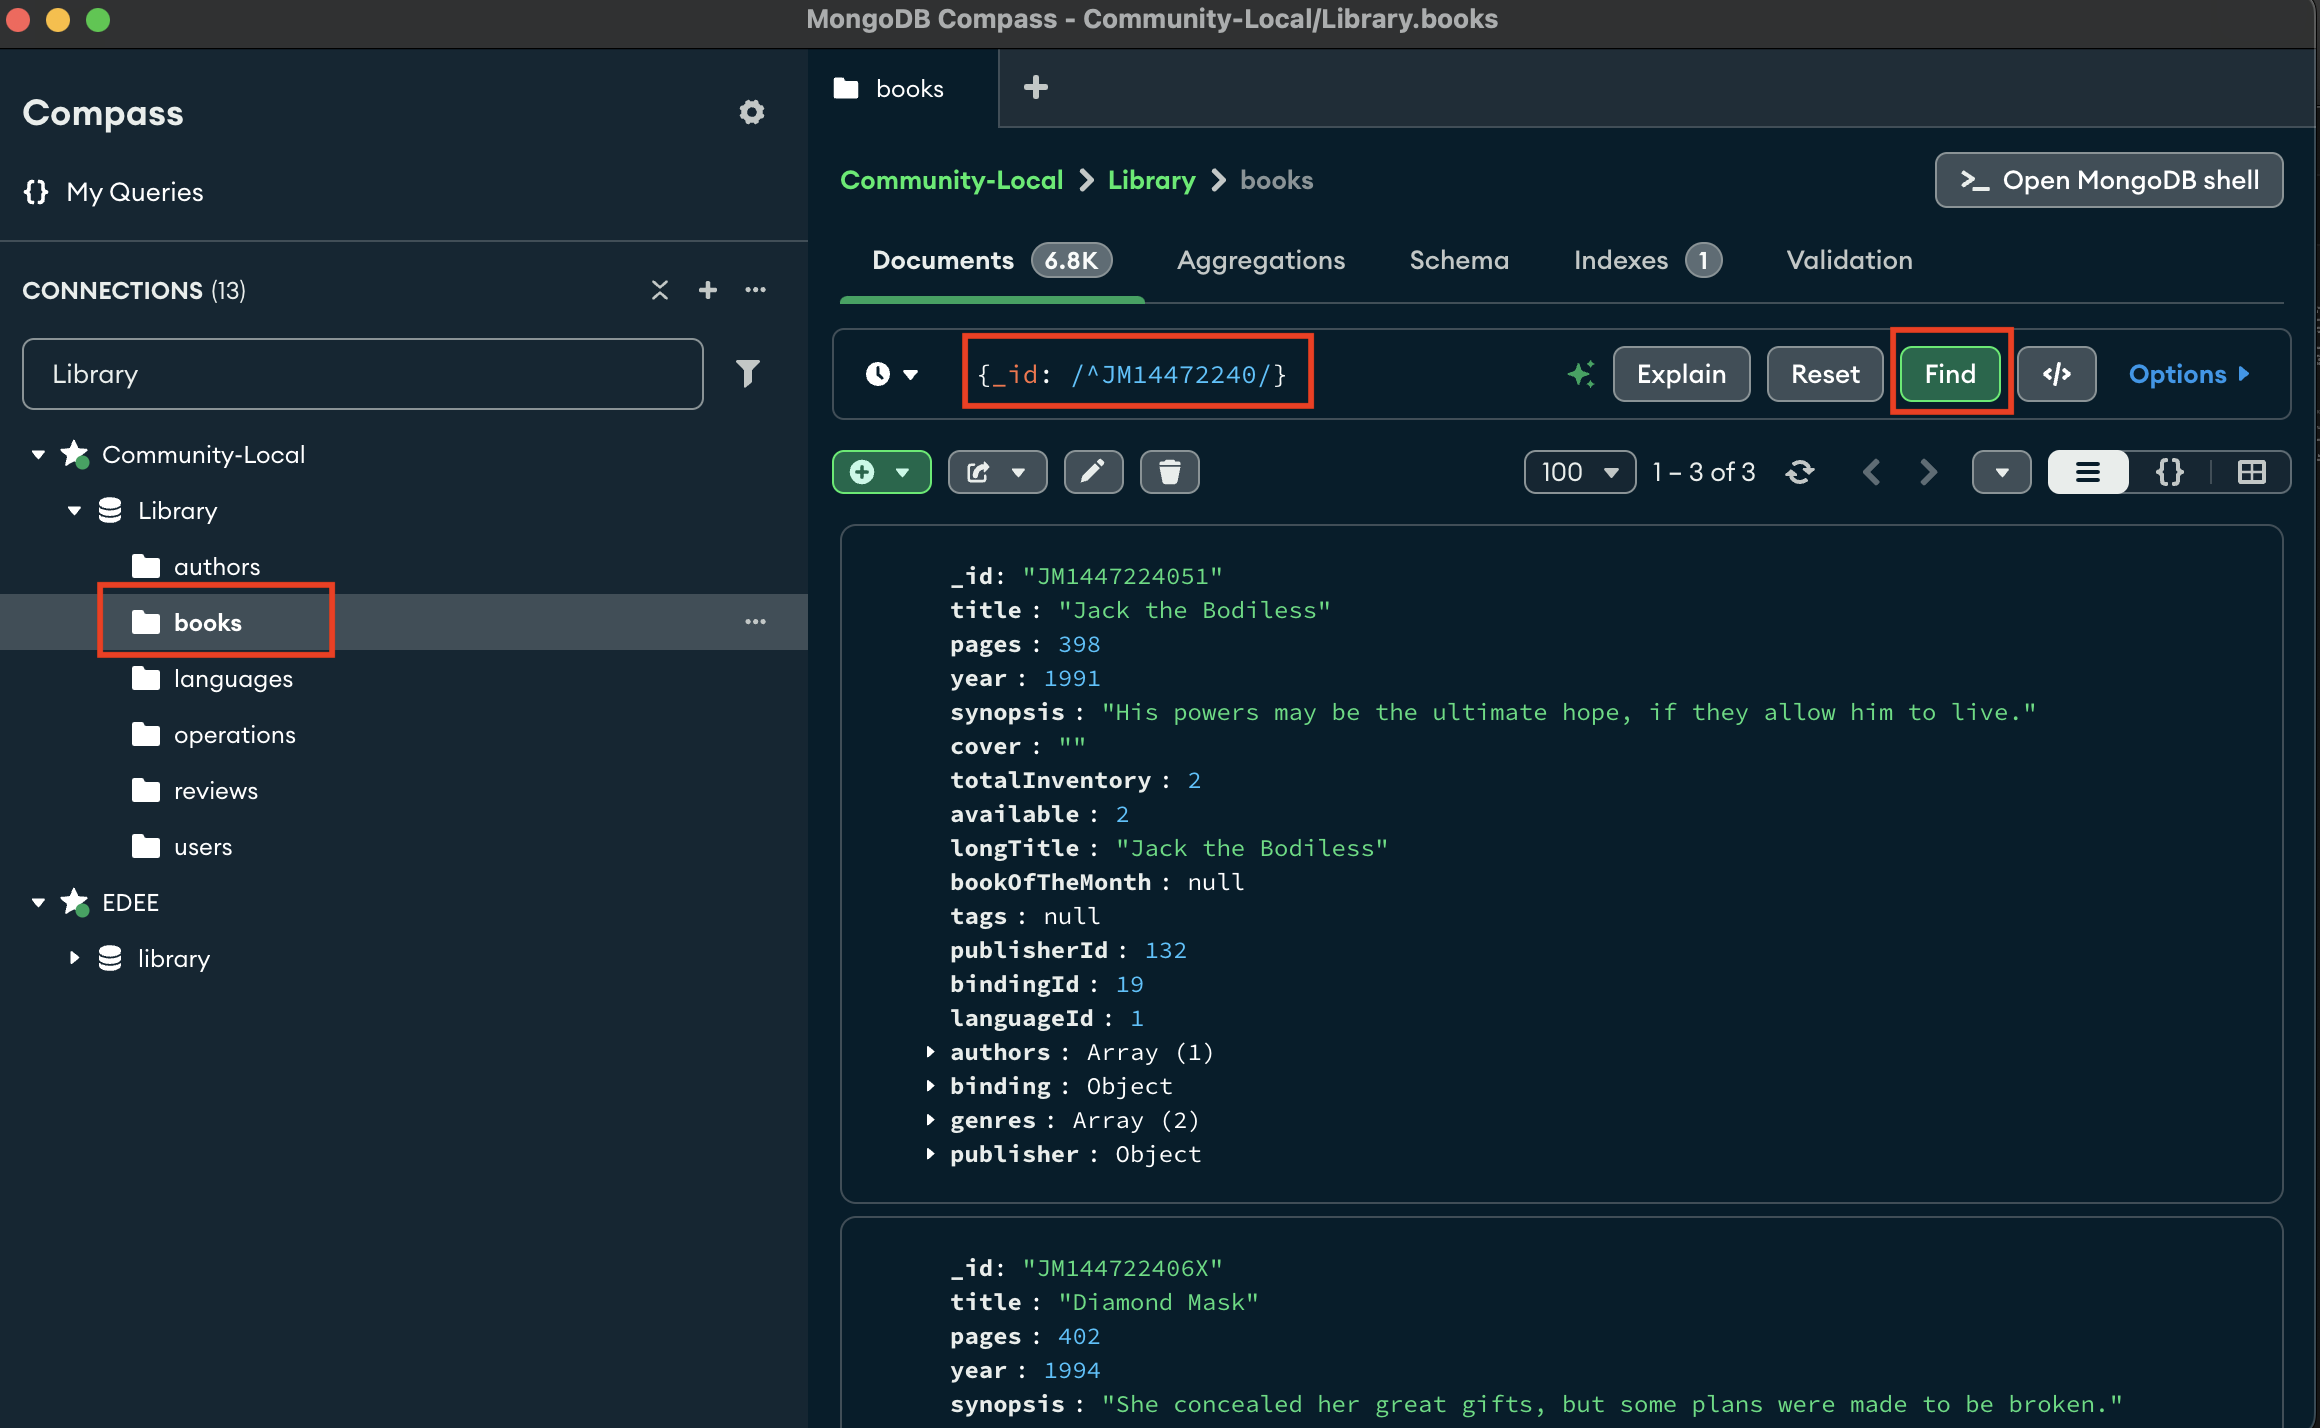 MongoDB Compass - Community-Local/Library.books
Compass
{} My Queries
CONNECTIONS (13)
Library
Community-Local
Library
authors
books
languages
operations
reviews
users
EDEE
library
books
Community-Local > Library > books
>_ Open MongoDB shell
Documents 6.8K Aggregations Schema Indexes 1 Validation
{_id: /^JM14472240/}
Explain Reset Find </> Options
100 1 – 3 of 3 {}
_id: "JM1447224051"
title : "Jack the Bodiless"
pages : 398
year : 1991
synopsis : "His powers may be the ultimate hope, if they allow him to live."
cover : ""
totalInventory : 2
available : 2
longTitle : "Jack the Bodiless"
bookOfTheMonth : null
tags : null
publisherId : 132
bindingId : 19
languageId : 1
authors : Array (1)
binding : Object
genres : Array (2)
publisher : Object
_id: "JM144722406X"
title : "Diamond Mask"
pages : 402
year : 1994
synopsis : "She concealed her great gifts, but some plans were made to be broken."